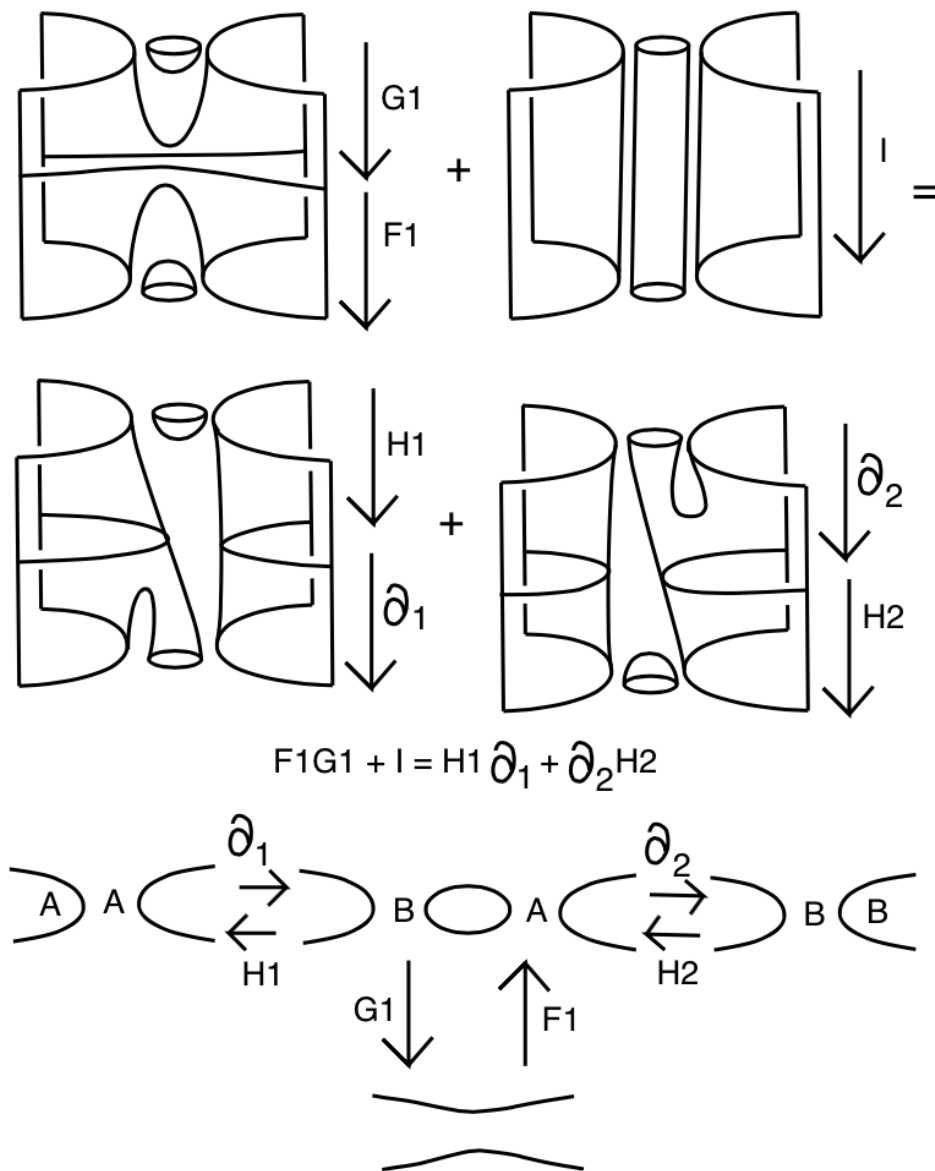 G1
+
I
=
F1
H1
+
∂₂
∂₁
H2
F1G1 + I = H1∂₁ + ∂₂H2
∂₁ ∂₂
A A B A B B
H1 H2
G1 F1